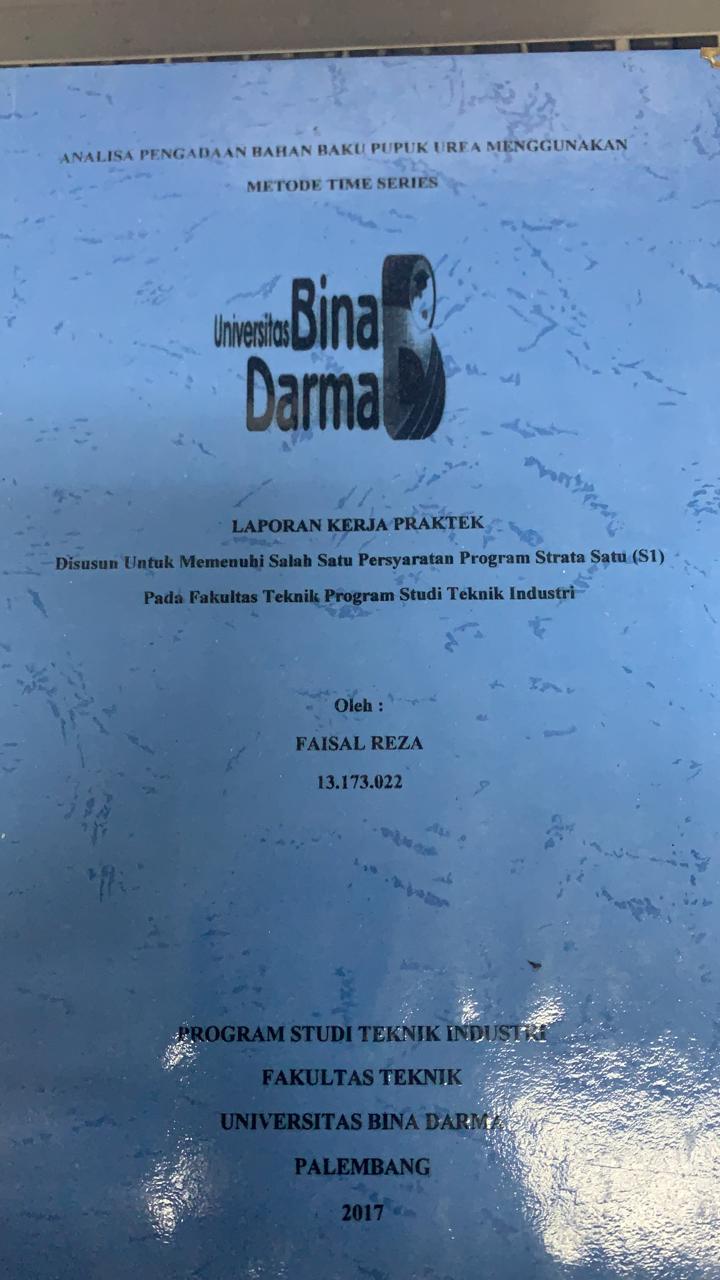 ANALISA PENGADAAN BAHAN BAKU PUPUK UREA MENGGUNAKAN
METODE TIME SERIES
Universitas Bina
Darma
LAPORAN KERJA PRAKTEK
Disusun Untuk Memenuhi Salah Satu Persyaratan Program Strata Satu (S1)
Pada Fakultas Teknik Program Studi Teknik Industri
Oleh :
FAISAL REZA
13.173.022
PROGRAM STUDI TEKNIK INDUSTRI
FAKULTAS TEKNIK
UNIVERSITAS BINA DARMA
PALEMBANG
2017